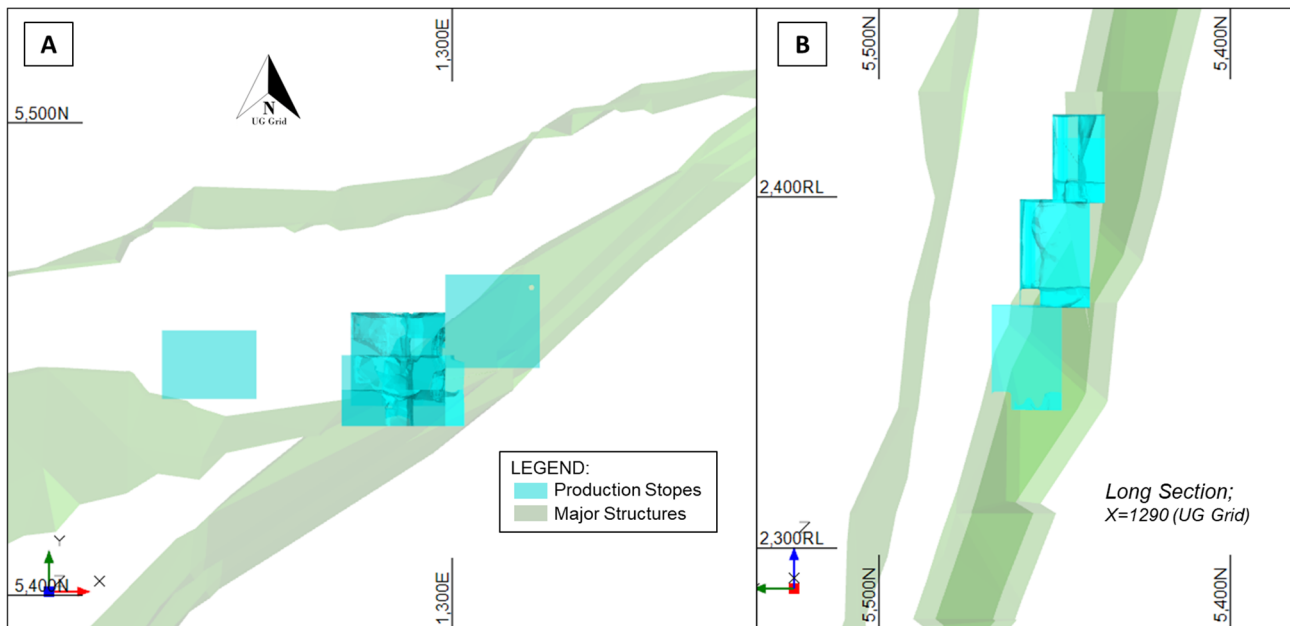 A
1,300E
N
UG Grid
5,500N
LEGEND:
Production Stopes
Major Structures
Y
Z
X
5,400N
1,300E
B
5,500N
5,400N
2,400RL
Long Section;
X=1290 (UG Grid)
2,300RL
Z
X
5,500N
5,400N